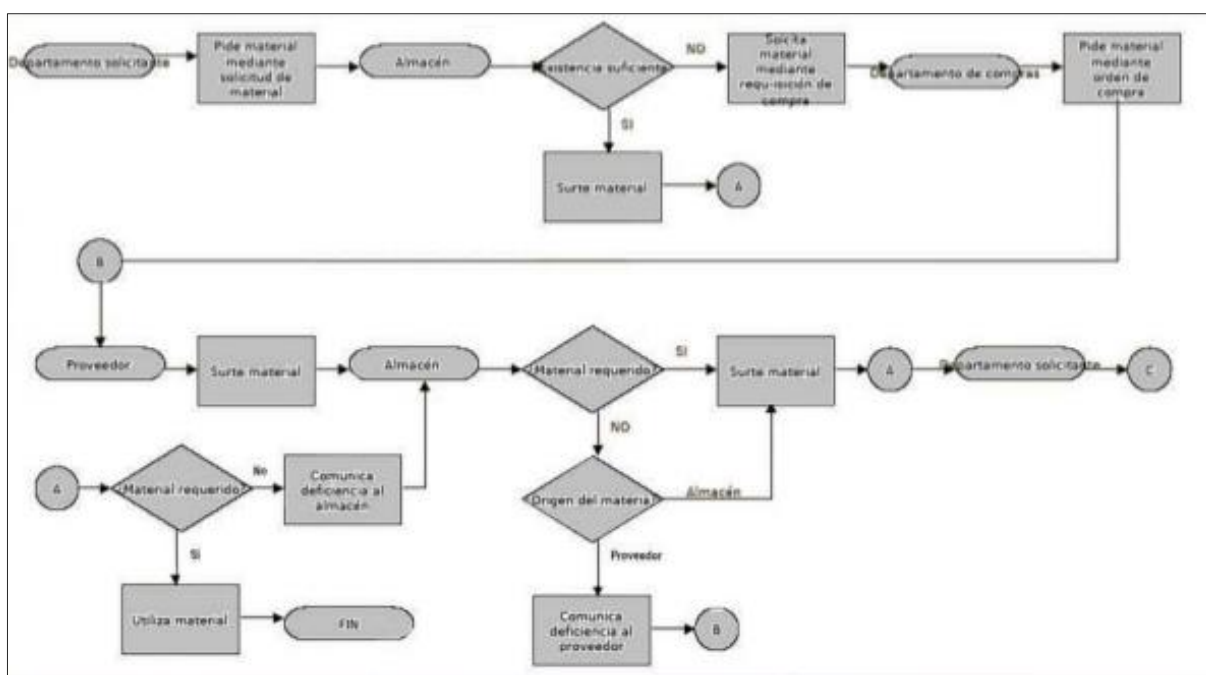 Departamento solicitante
Pide material
mediante
solicitud de
material
Almacén
Existencia suficiente
NO
Solcita
material
mediante
requ-isición de
compra
Departamento de compras
Pide material
mediante
orden de
compra
SI
Surte material
A
B
Proveedor
Surte material
Almacén
¿Material requerido?
SI
Surte material
A
Departamento solicitante
C
NO
A
¿Material requerido?
No
Comunica
deficiencia al
almacén
Origen del material
Almacén
Si
Proveedor
Utiliza material
FIN
Comunica
deficiencia al
proveedor
B